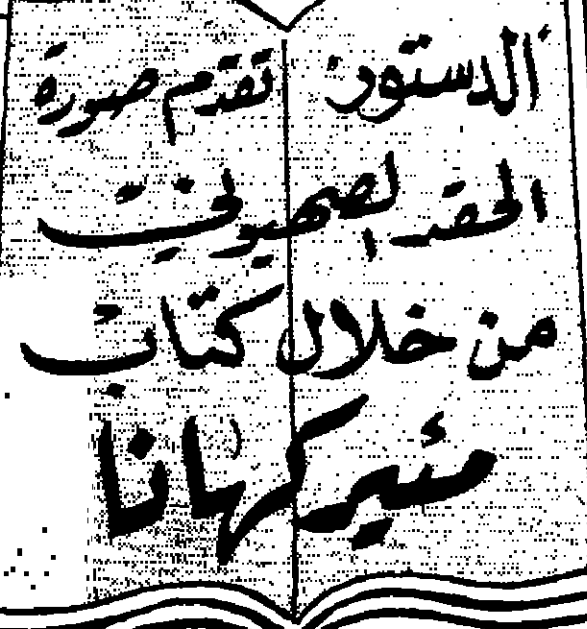 الدستور تقدم صورة
الحقد الصهيوني
من خلال كتاب
مئير كهانا